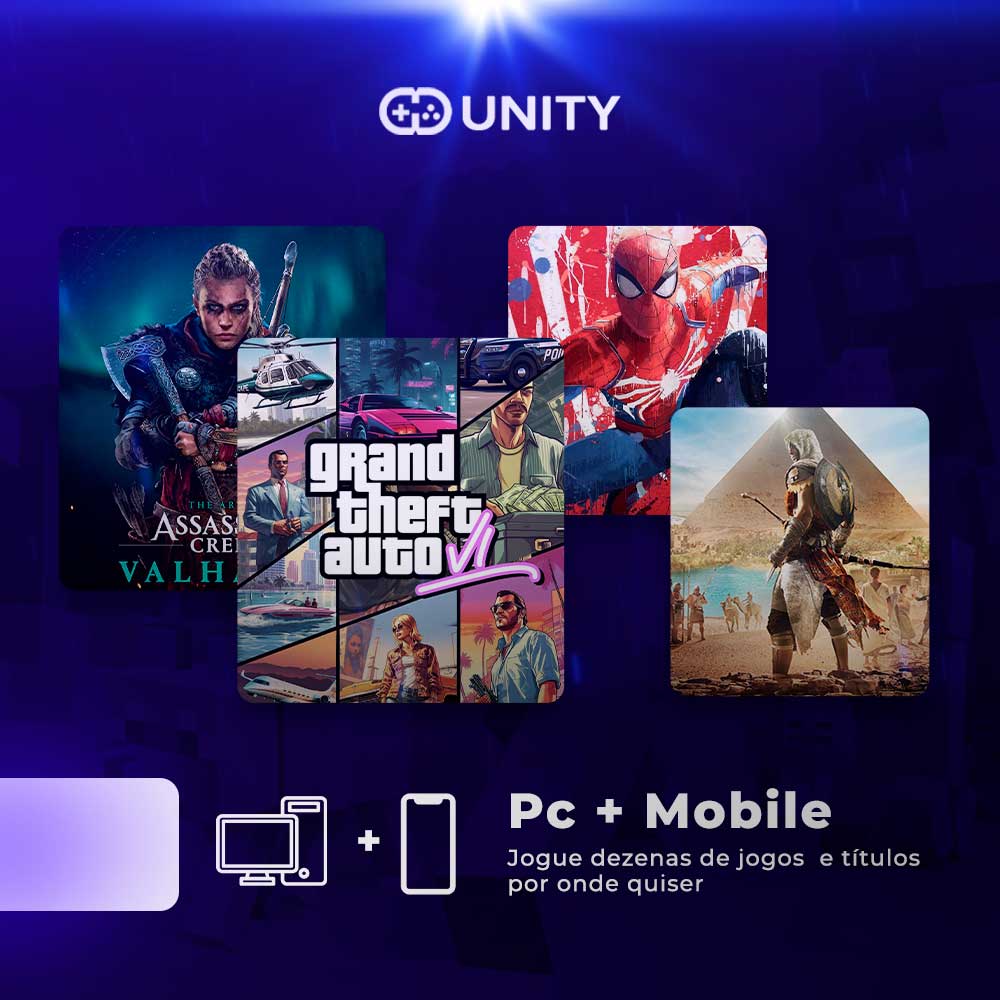 UNITY
THE AR
ASSAS
CRE
VALHA
POLI
grand
theft
auto VI
Pc + Mobile
+
Jogue dezenas de jogos e títulos
por onde quiser